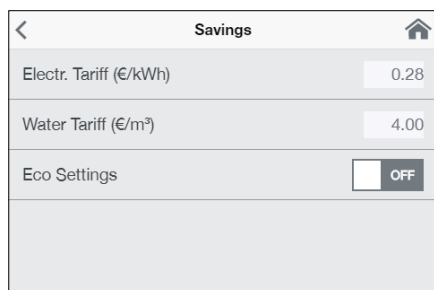 Savings
Electr. Tariff (€/kWh) 0.28
Water Tariff (€/m³) 4.00
Eco Settings OFF